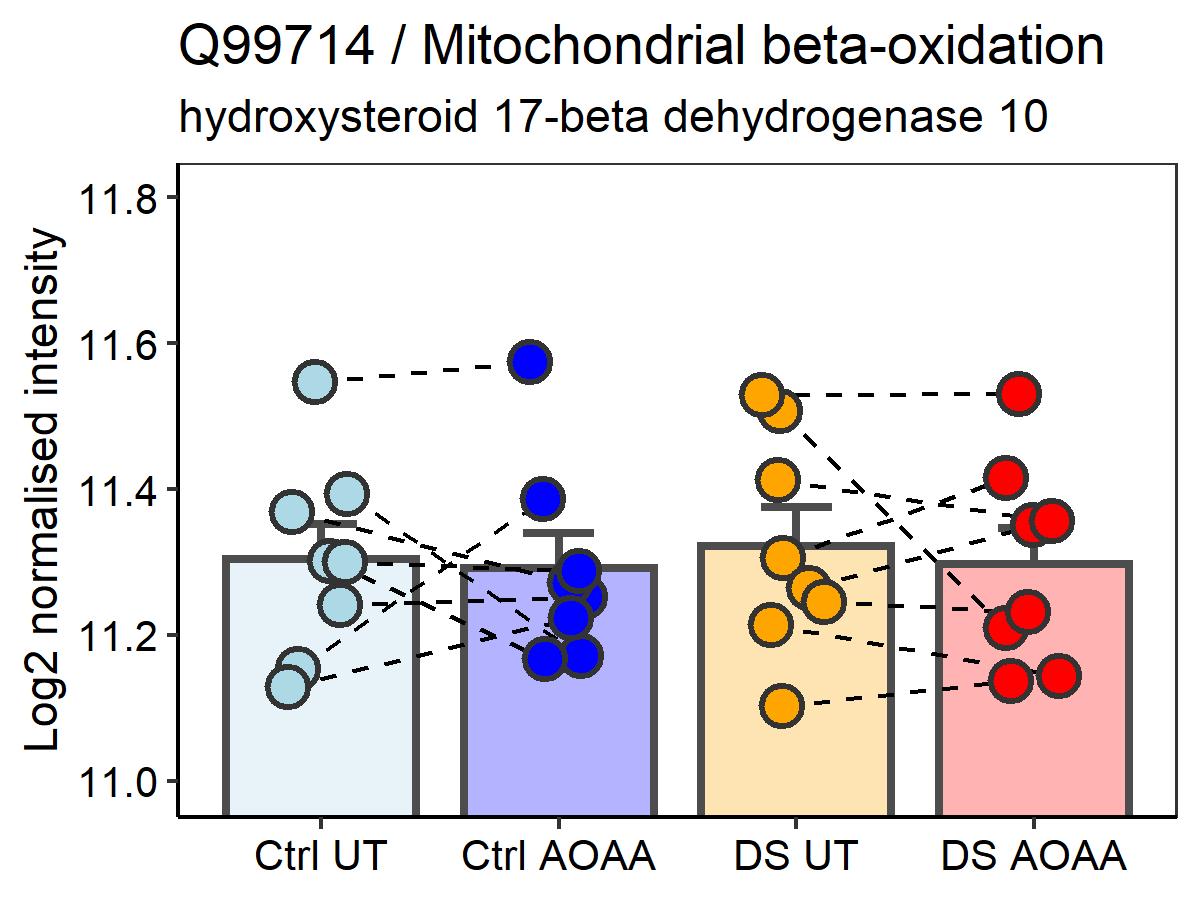 Q99714 / Mitochondrial beta-oxidation
hydroxysteroid 17-beta dehydrogenase 10
Log2 normalised intensity
11.8
11.6
11.4
11.2
11.0
Ctrl UT
Ctrl AOAA
DS UT
DS AOAA